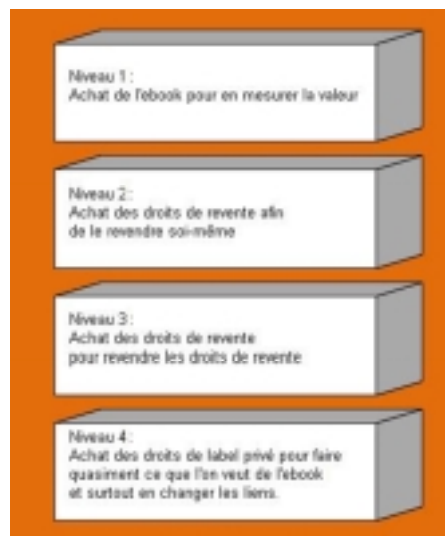 Niveau 1 :
Achat de l'ebook pour en mesurer la valeur
Niveau 2 :
Achat des droits de revente afin
de le revendre soi-même
Niveau 3 :
Achat des droits de revente
pour revendre les droits de revente
Niveau 4 :
Achat des droits de label privé pour faire
quasiment ce que l'on veut de l'ebook
et surtout en changer les liens.